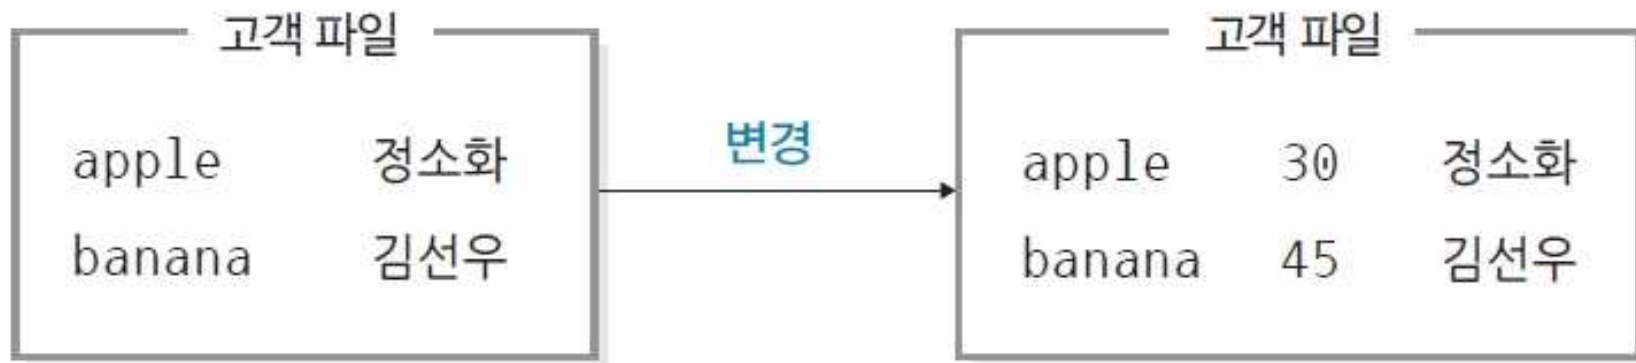 고객 파일
apple 정소화
banana 김선우
변경
고객 파일
apple 30 정소화
banana 45 김선우